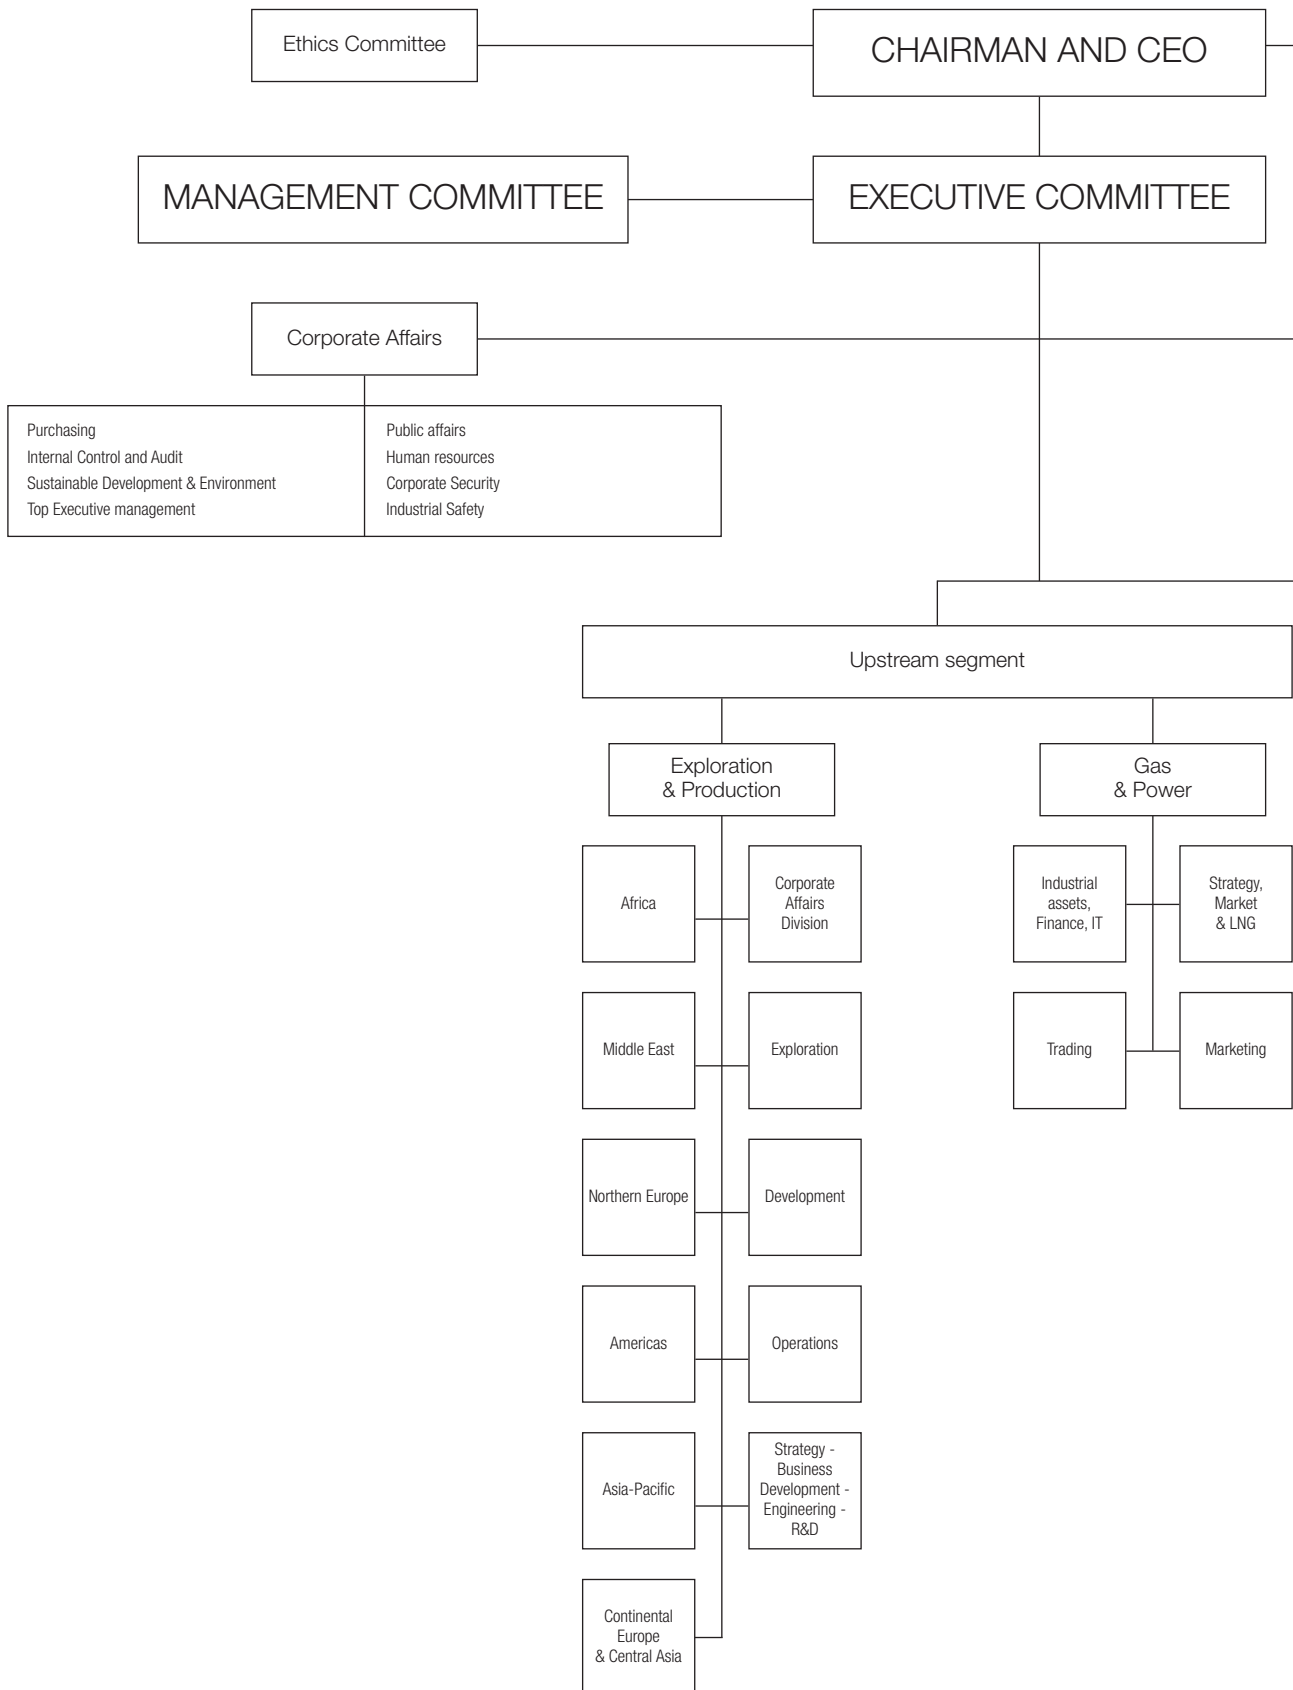 Ethics Committee
CHAIRMAN AND CEO
MANAGEMENT COMMITTEE
EXECUTIVE COMMITTEE
Corporate Affairs
Purchasing
Internal Control and Audit
Sustainable Development & Environment
Top Executive management
Public affairs
Human resources
Corporate Security
Industrial Safety
Upstream segment
Exploration
& Production
Gas
& Power
Africa
Corporate
Affairs
Division
Industrial
assets,
Finance, IT
Strategy,
Market
& LNG
Middle East
Exploration
Trading
Marketing
Northern Europe
Development
Americas
Operations
Asia-Pacific
Strategy -
Business
Development -
Engineering -
R&D
Continental
Europe
& Central Asia